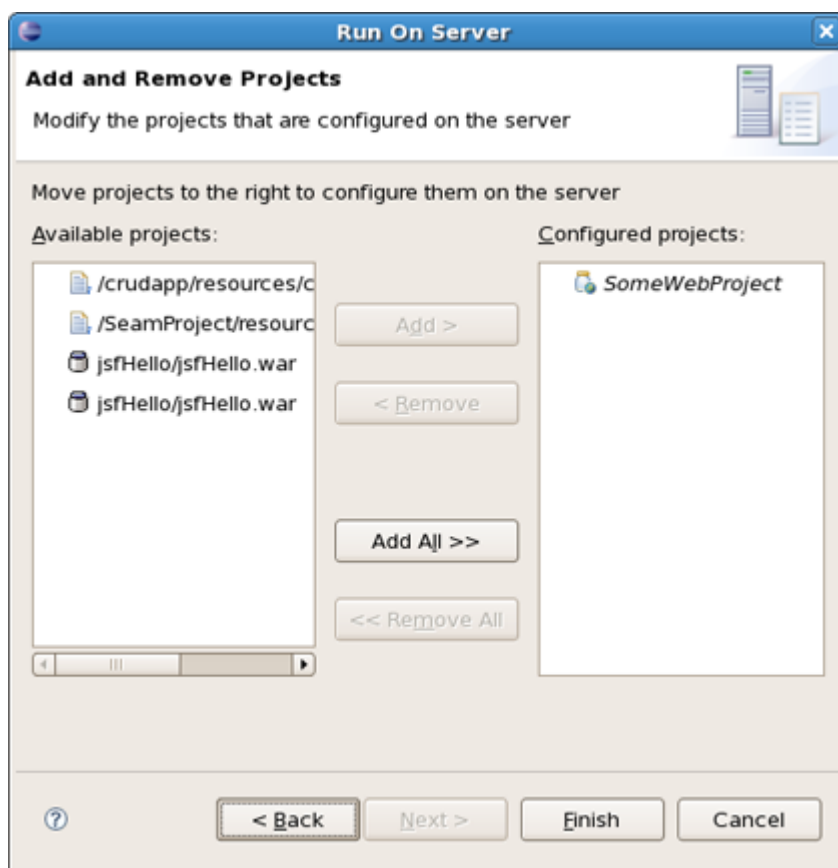 Run On Server
Add and Remove Projects
Modify the projects that are configured on the server
Move projects to the right to configure them on the server
Available projects:
Configured projects:
/crudapp/resources/c
/SeamProject/resourc
jsfHello/jsfHello.war
jsfHello/jsfHello.war
Add >
< Remove
Add All >>
<< Remove All
SomeWebProject
< Back
Next >
Finish
Cancel